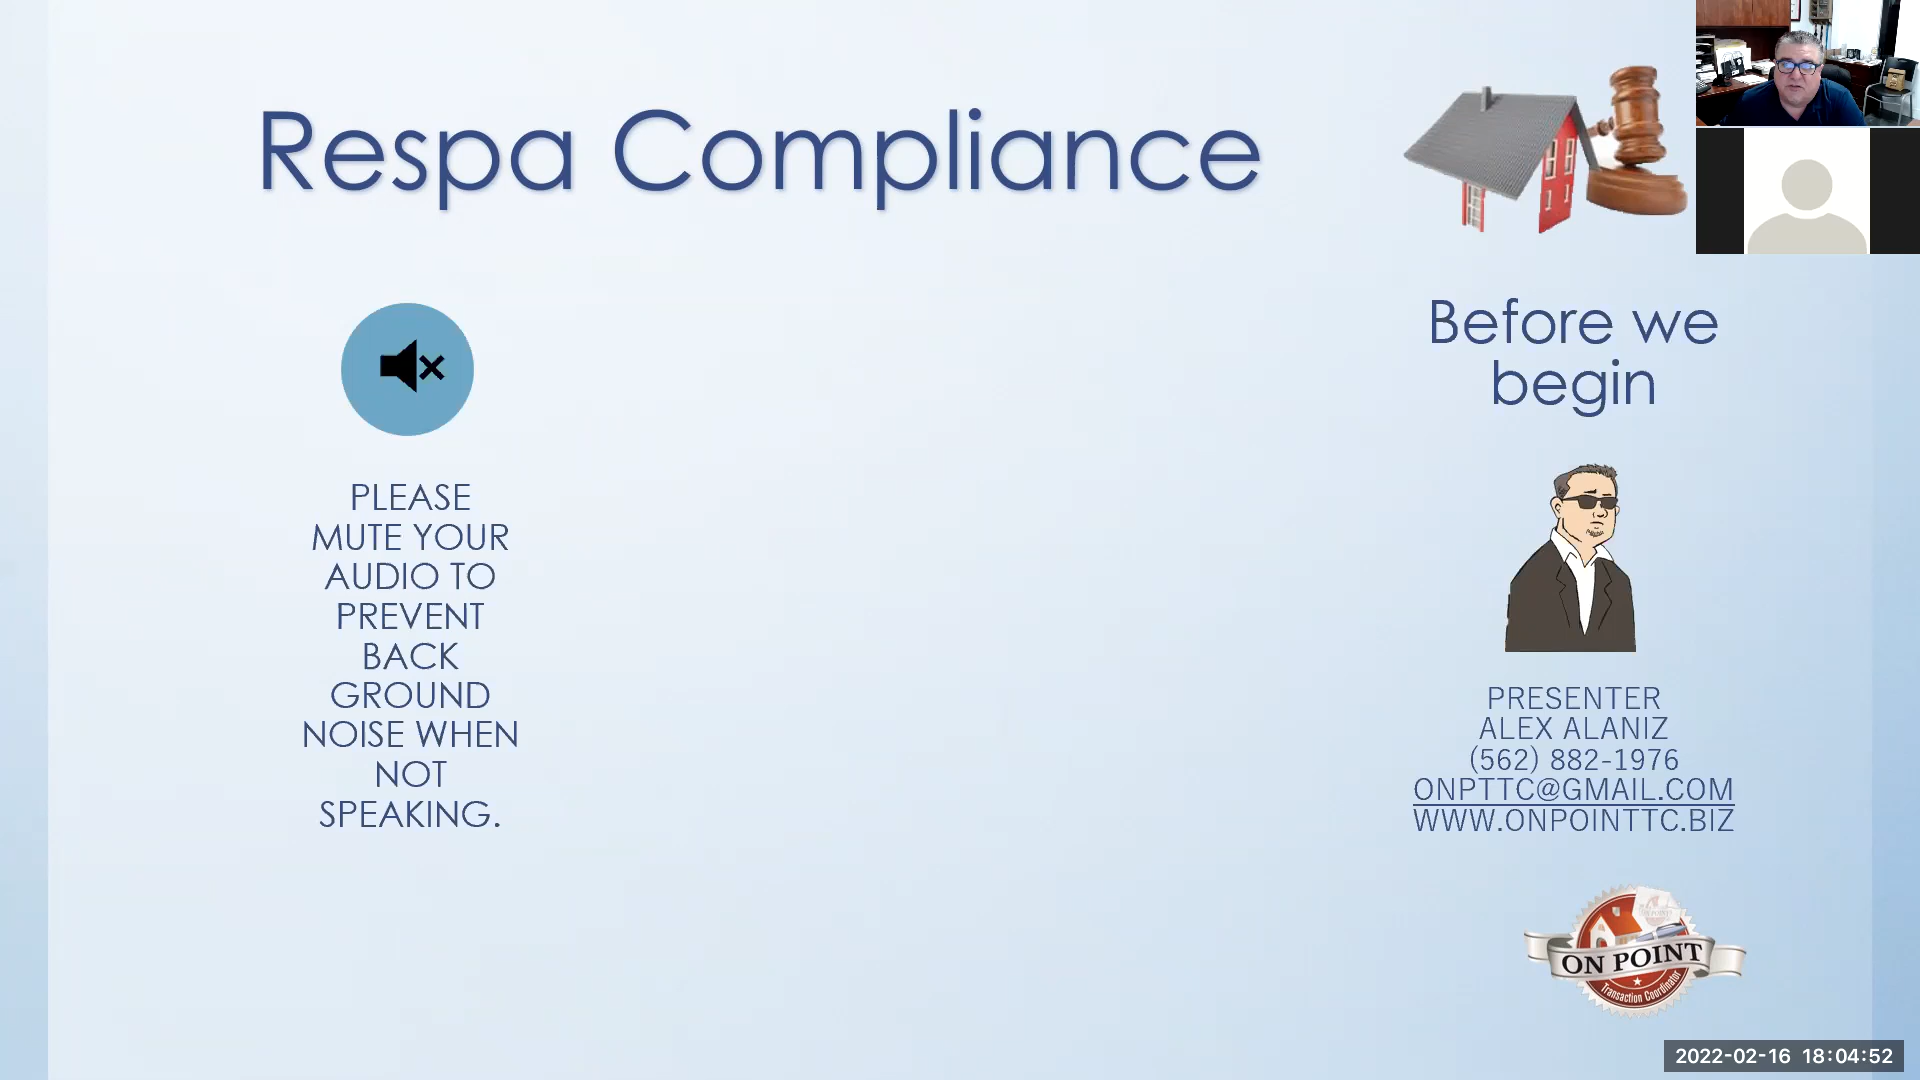 Respa Compliance
Before we
begin
PLEASE
MUTE YOUR
AUDIO TO
PREVENT
BACK
GROUND
NOISE WHEN
NOT
SPEAKING.
PRESENTER
ALEX ALANIZ
(562) 882-1976
ONPTTC@GMAIL.COM
WWW.ONPOINTTC.BIZ
ON POINT
Transaction Coordinator
2022-02-16 18:04:52